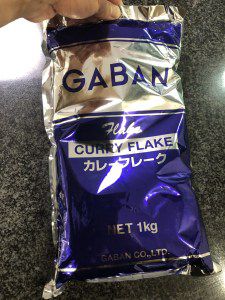 GABAN
Flake
CURRY FLAKE
カレーフレーク
NET 1kg
GABAN CO.,LTD.